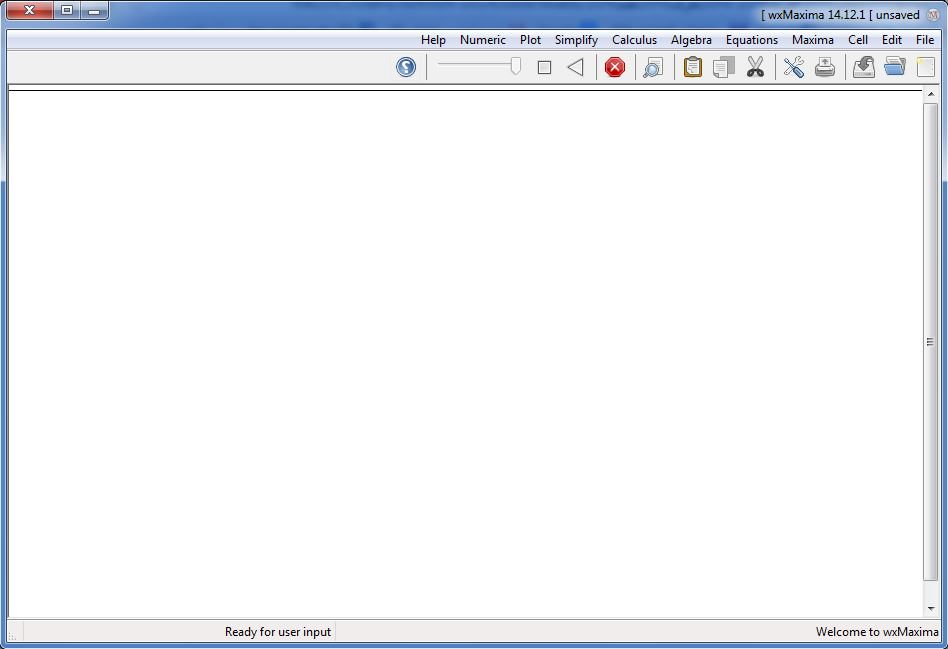 [ wxMaxima 14.12.1 [ unsaved
Help Numeric Plot Simplify Calculus Algebra Equations Maxima Cell Edit File
Ready for user input
Welcome to wxMaxima